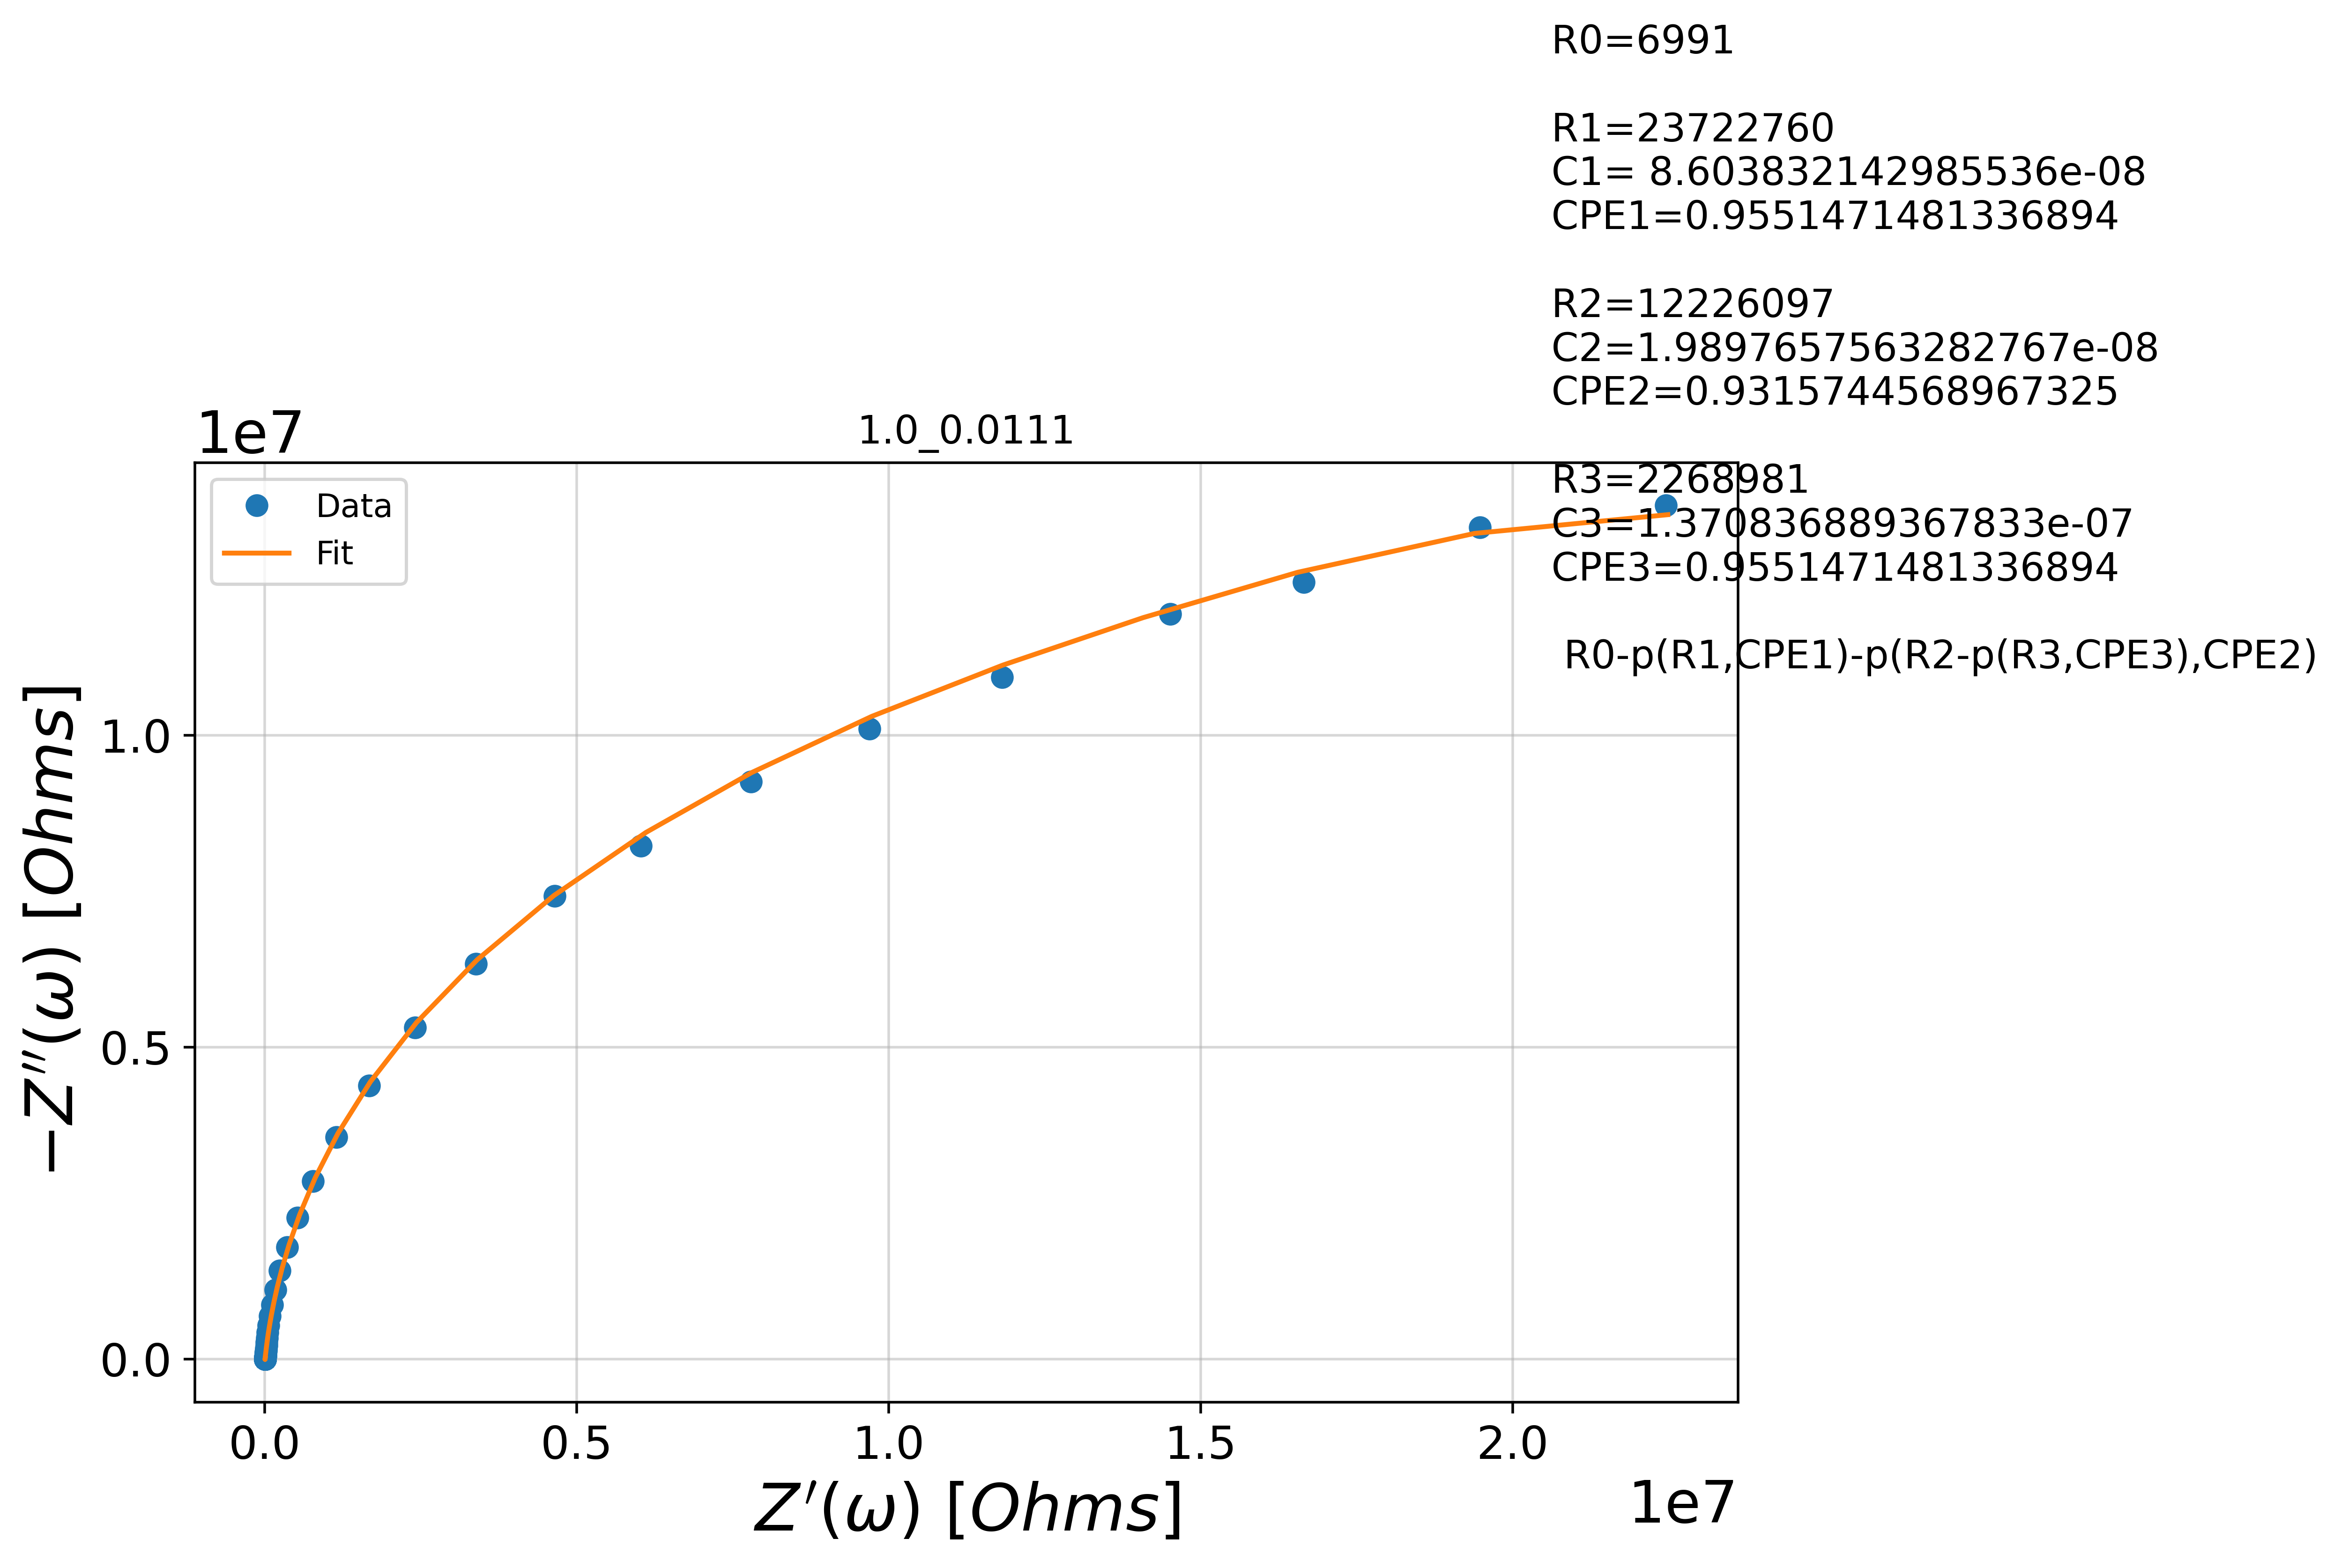 R0=6991
R1=23722760
C1= 8.603832142985536e-08
CPE1=0.9551471481336894
R2=12226097
C2=1.9897657563282767e-08
CPE2=0.9315744568967325
1e7
1.0_0.0111
R3=2268981
C3=1.370836889367833e-07
CPE3=0.9551471481336894
R0-p(R1,CPE1)-p(R2-p(R3,CPE3),CPE2)
Data
Fit
−Z′′(ω) [Ohms]
1.0
0.5
0.0
0.0 0.5 1.0 1.5 2.0
Z′(ω) [Ohms]
1e7